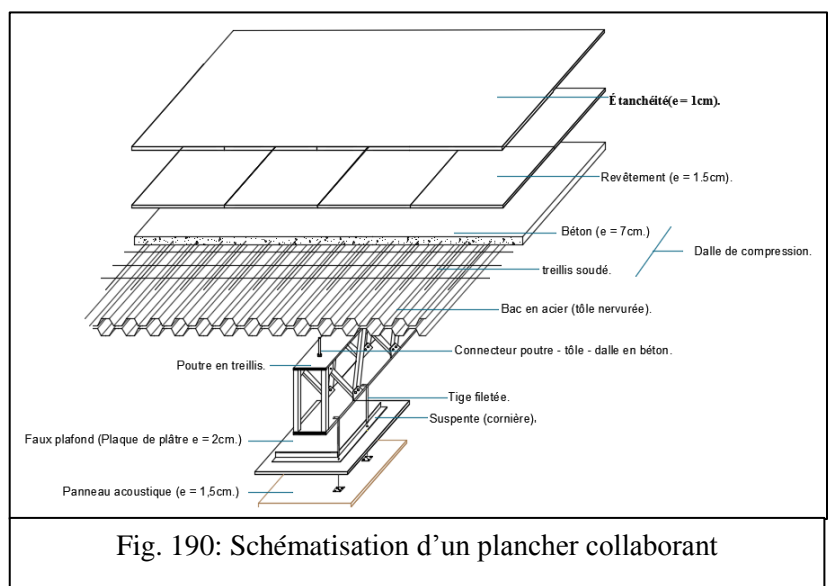 Étanchéité(e = 1cm).
Revêtement (e = 1.5cm).
Béton (e = 7cm.)
Dalle de compression.
treillis soudé.
Bac en acier (tôle nervurée).
Connecteur poutre - tôle - dalle en béton.
Poutre en treillis.
Tige filetée.
Suspente (cornière),
Faux plafond (Plaque de plâtre e = 2cm.)
Panneau acoustique (e = 1,5cm.)
Fig. 190: Schématisation d’un plancher collaborant